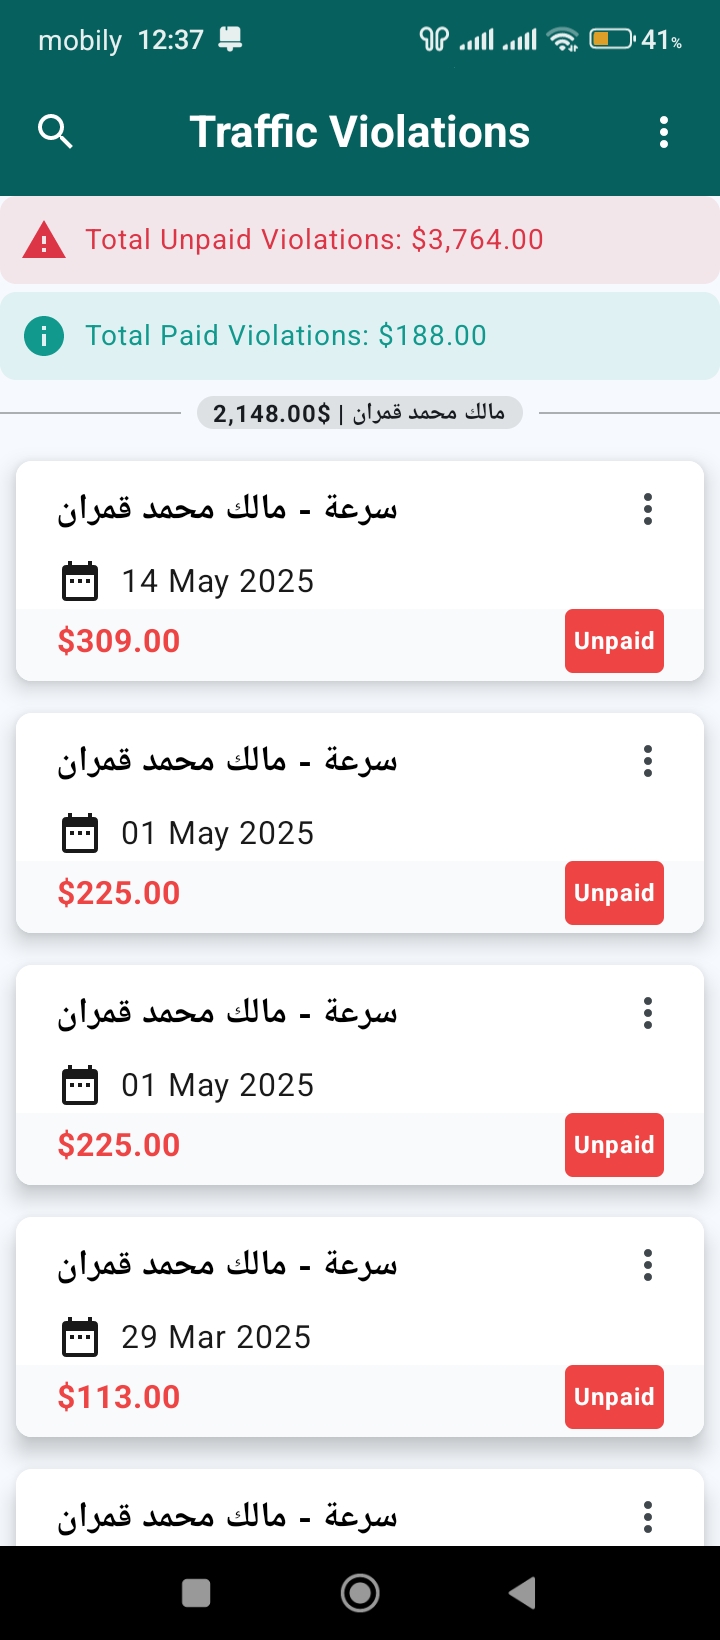 mobily 12:37 41%
Traffic Violations
Total Unpaid Violations: $3,764.00
Total Paid Violations: $188.00
مالك محمد قمران | $2,148.00
سرعة - مالك محمد قمران
14 May 2025
$309.00 Unpaid
سرعة - مالك محمد قمران
01 May 2025
$225.00 Unpaid
سرعة - مالك محمد قمران
01 May 2025
$225.00 Unpaid
سرعة - مالك محمد قمران
29 Mar 2025
$113.00 Unpaid
سرعة - مالك محمد قمران